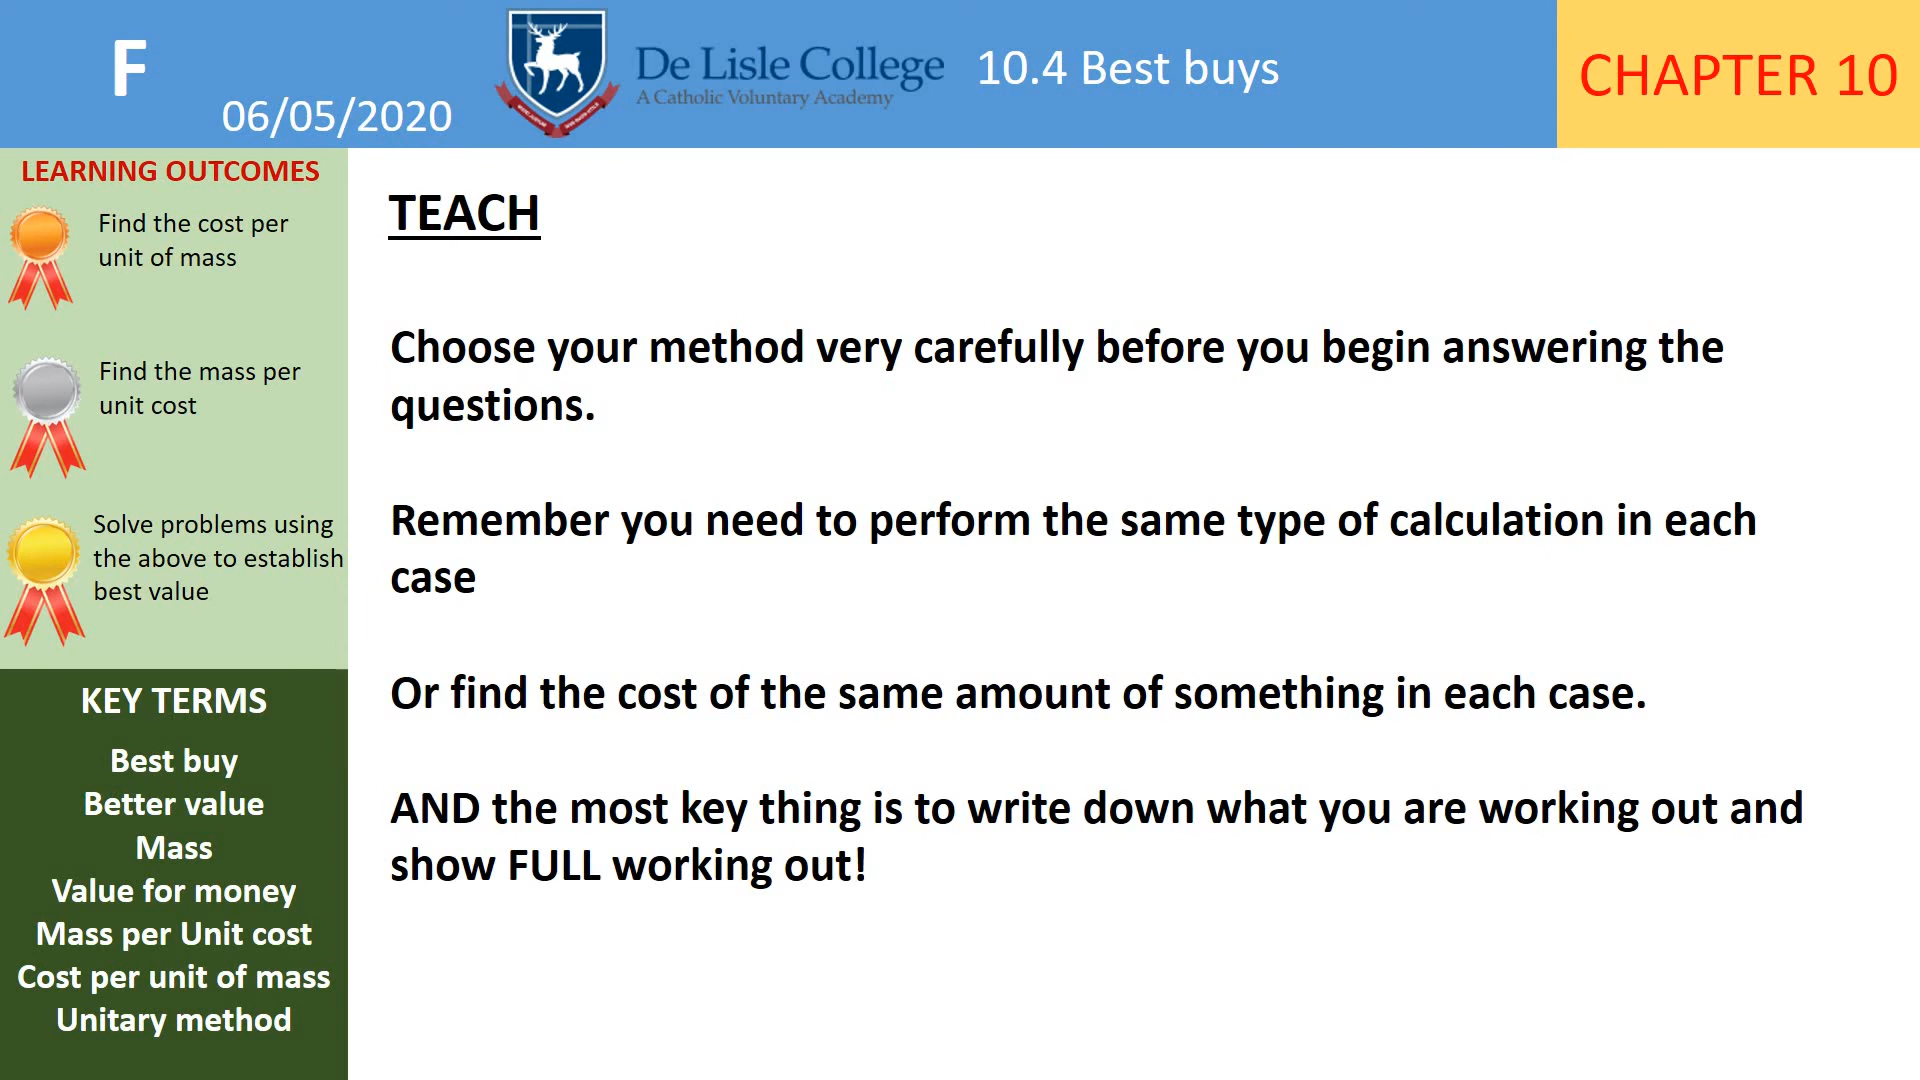 F
06/05/2020
De Lisle College
A Catholic Voluntary Academy
10.4 Best buys
CHAPTER 10
LEARNING OUTCOMES
Find the cost per
unit of mass
Find the mass per
unit cost
Solve problems using
the above to establish
best value
KEY TERMS
Best buy
Better value
Mass
Value for money
Mass per Unit cost
Cost per unit of mass
Unitary method
TEACH
Choose your method very carefully before you begin answering the
questions.
Remember you need to perform the same type of calculation in each
case
Or find the cost of the same amount of something in each case.
AND the most key thing is to write down what you are working out and
show FULL working out!